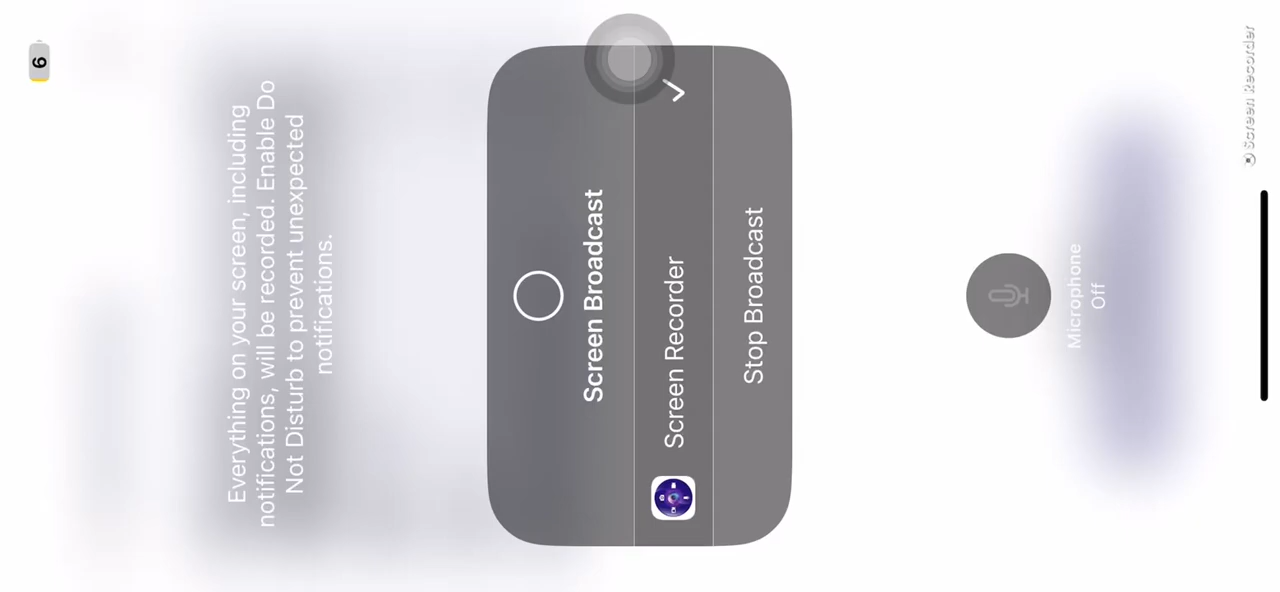 6
Everything on your screen, including
notifications, will be recorded. Enable Do
Not Disturb to prevent unexpected
notifications.
Screen Broadcast
Screen Recorder
Stop Broadcast
Microphone
Off
Screen Recorder